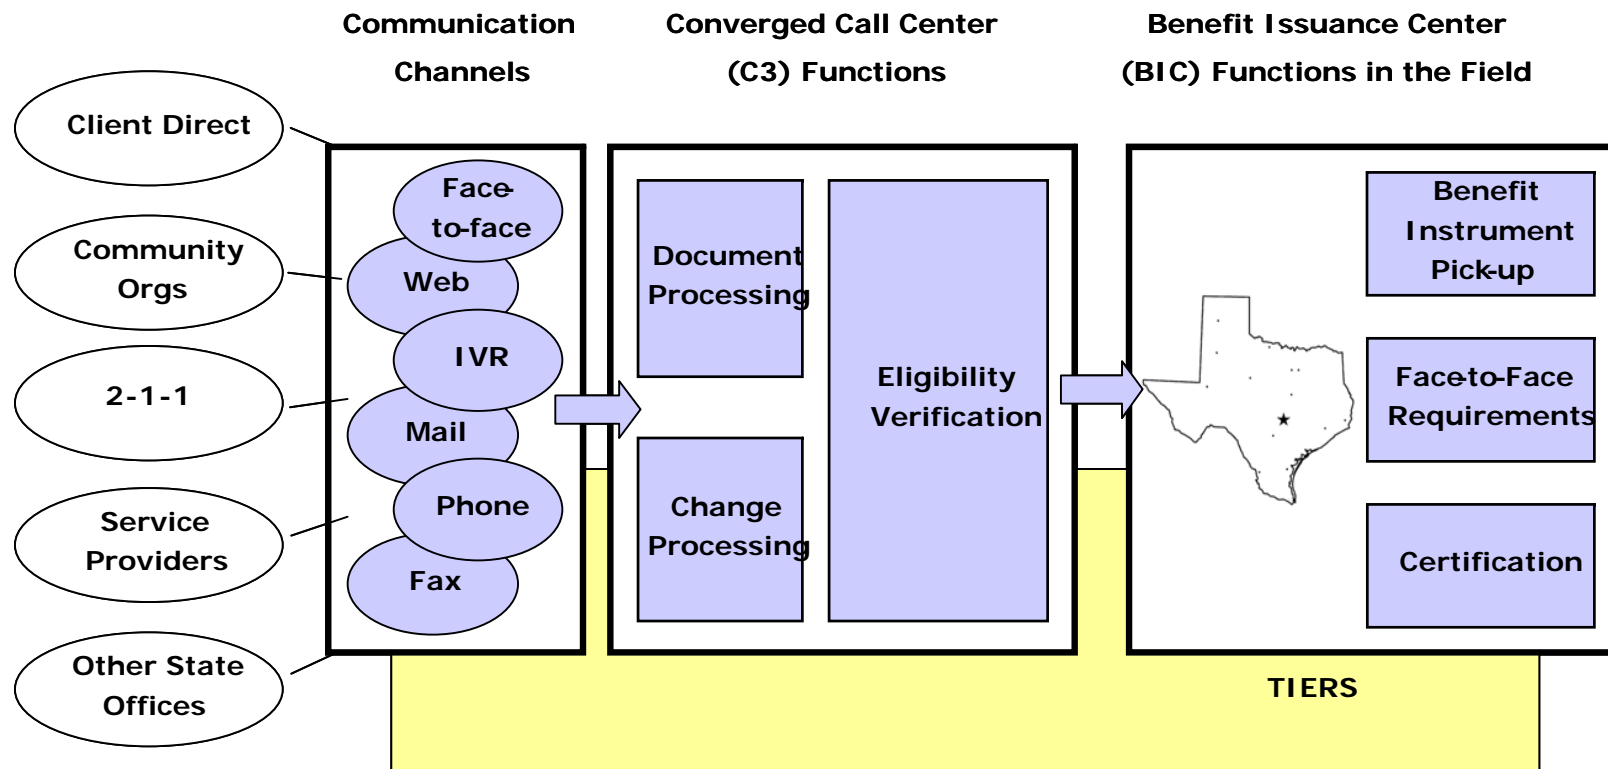 Communication
Channels
Converged Call Center
(C3) Functions
Benefit Issuance Center
(BIC) Functions in the Field
Client Direct
Community
Orgs
2-1-1
Service
Providers
Other State
Offices
Face-
to-face
Web
IVR
Mail
Phone
Fax
Document
Processing
Change
Processing
Eligibility
Verification
Benefit
Instrument
Pick-up
Face-to-Face
Requirements
Certification
TIERS